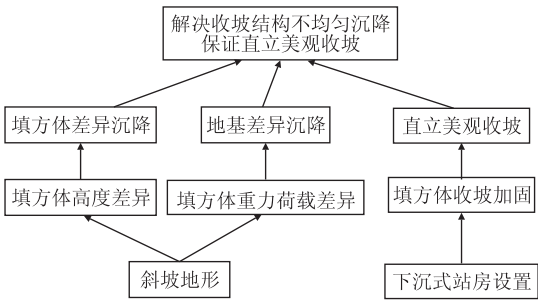 解决收坡结构不均匀沉降
保证直立美观收坡
填方体差异沉降
地基差异沉降
直立美观收坡
填方体高度差异
填方体重力荷载差异
填方体收坡加固
斜坡地形
下沉式站房设置